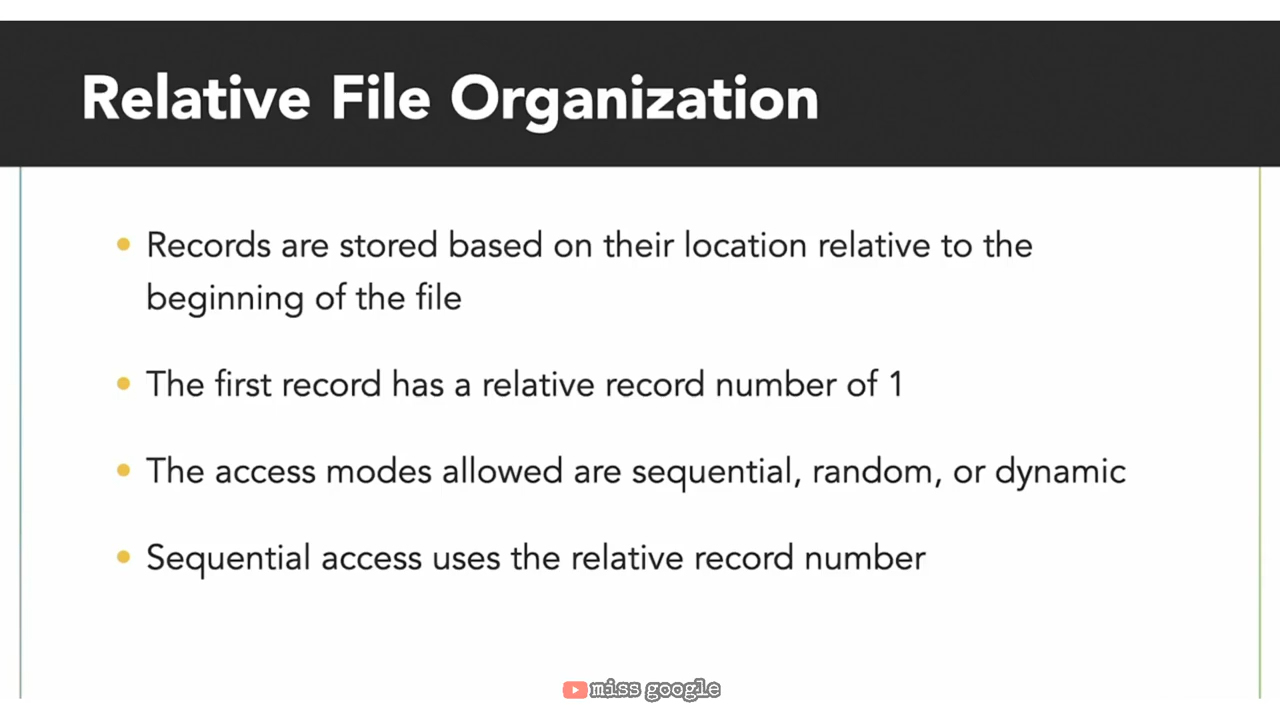 Relative File Organization
• Records are stored based on their location relative to the
beginning of the file
• The first record has a relative record number of 1
• The access modes allowed are sequential, random, or dynamic
• Sequential access uses the relative record number
miss google